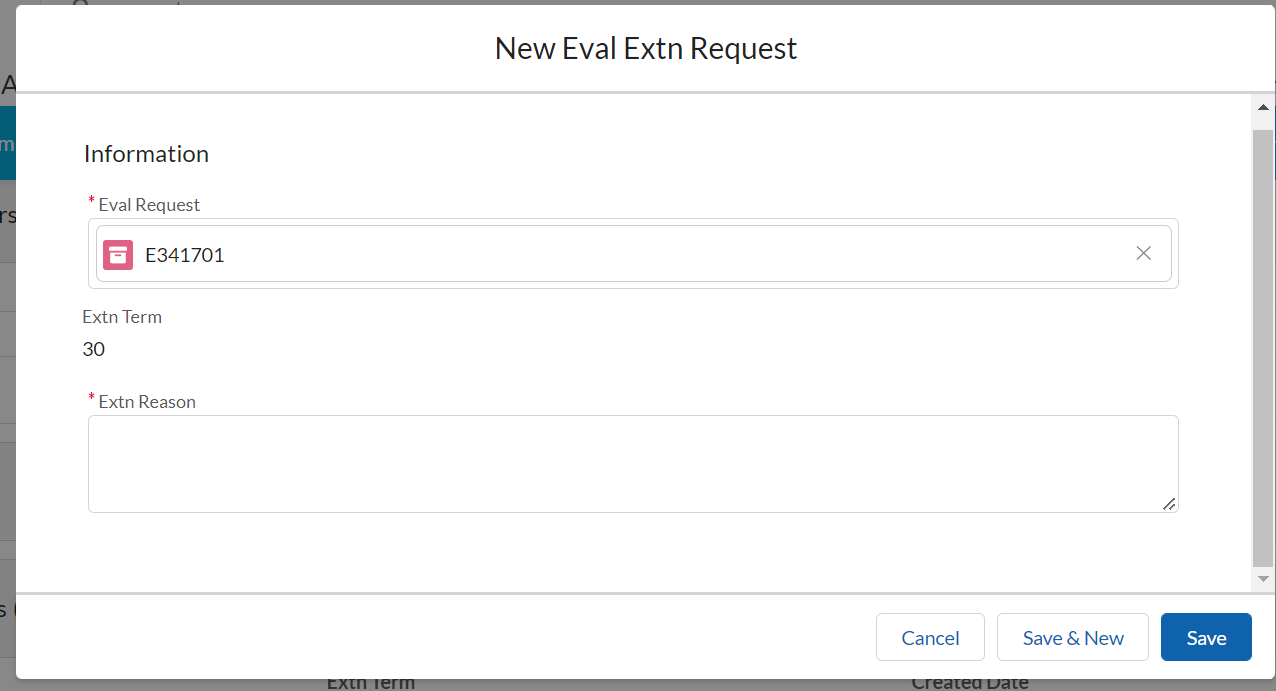 New Eval Extn Request
Information
* Eval Request
E341701
Extn Term
30
* Extn Reason
Cancel
Save & New
Save
Extn Term
Created Date